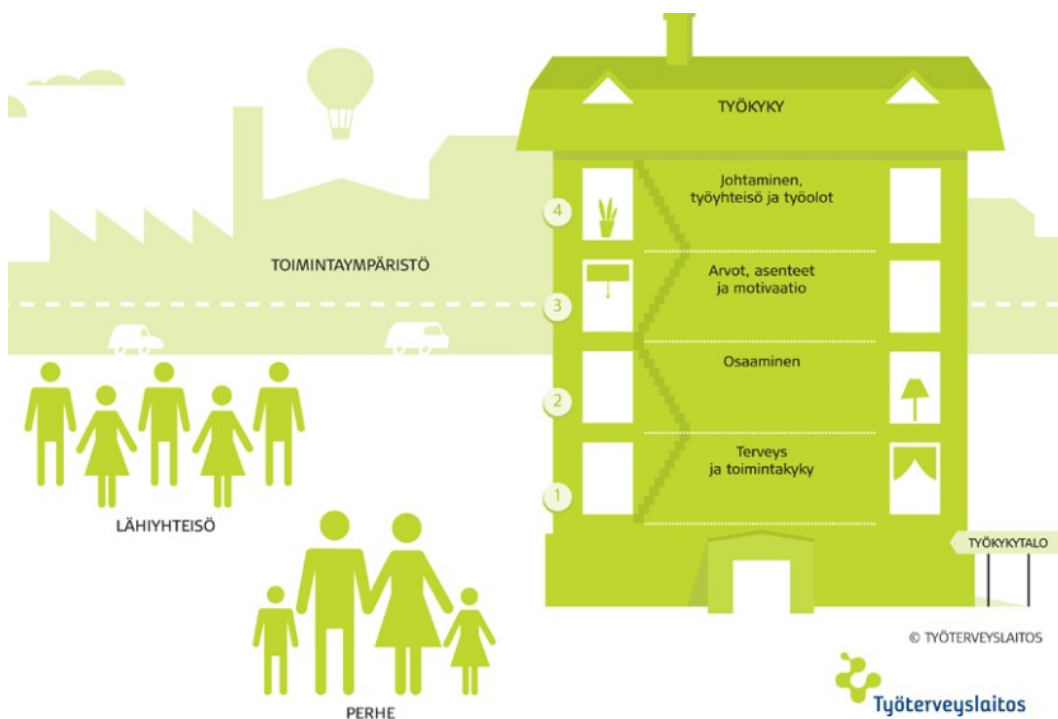 TYÖKYKY
4
Johtaminen,
työyhteisö ja työolot
TOIMINTAYMPÄRISTÖ
3
Arvot, asenteet
ja motivaatio
2
Osaaminen
1
Terveys
ja toimintakyky
LÄHIYHTEISÖ
PERHE
TYÖKYKYTALO
© TYÖTERVEYSLAITOS
Työterveyslaitos